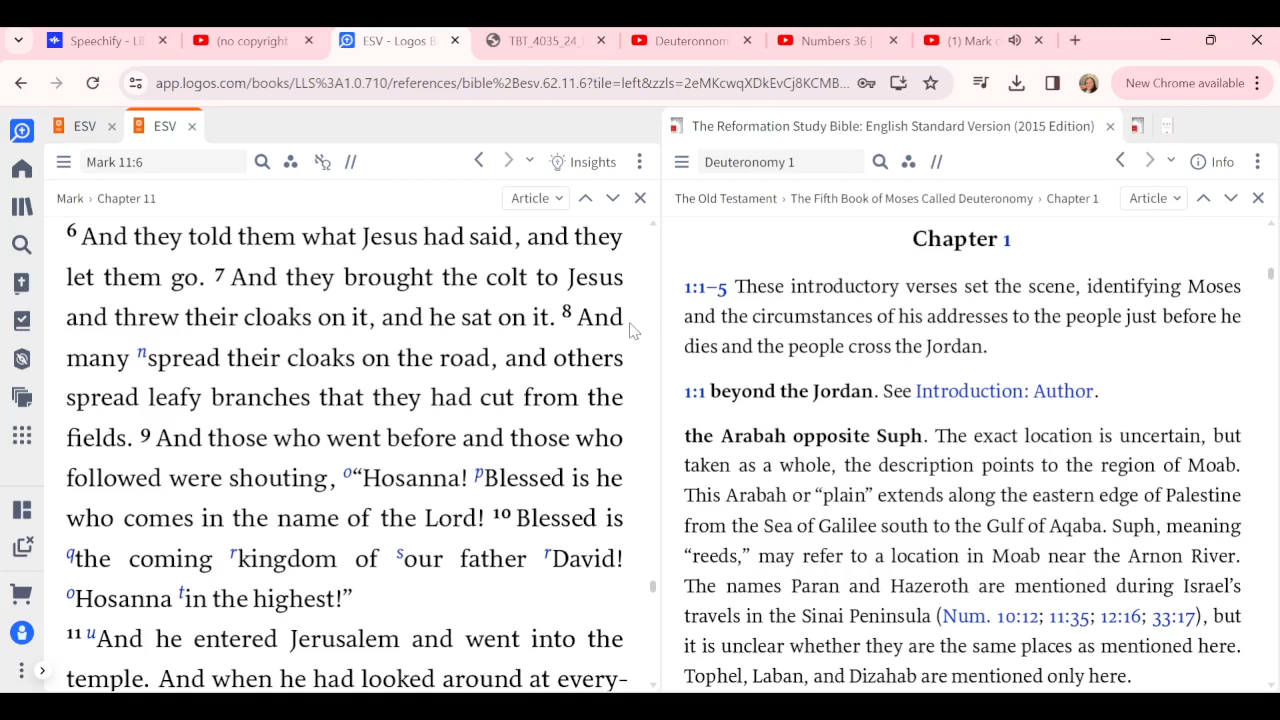 Speechify - Li
(no copyright
ESV - Logos B
TBT_4035_24_
Deuteronnom
Numbers 36 |
(1) Mark c
app.logos.com/books/LLS%3A1.0.710/references/bible%2Besv.62.11.6?tile=left&zzls=2eMKcwqXDkEvCj8KCMB...
New Chrome available
ESV
ESV
Mark 11:6
Insights
Mark › Chapter 11
Article
6 And they told them what Jesus had said, and they
let them go. 7 And they brought the colt to Jesus
and threw their cloaks on it, and he sat on it. 8 And
many n spread their cloaks on the road, and others
spread leafy branches that they had cut from the
fields. 9 And those who went before and those who
followed were shouting, o “Hosanna! p Blessed is he
who comes in the name of the Lord! 10 Blessed is
q the coming r kingdom of s our father r David!
o Hosanna t in the highest!”
11 u And he entered Jerusalem and went into the
temple. And when he had looked around at every-
The Reformation Study Bible: English Standard Version (2015 Edition)
Deuteronomy 1
Info
The Old Testament › The Fifth Book of Moses Called Deuteronomy › Chapter 1
Article
Chapter 1
1:1–5 These introductory verses set the scene, identifying Moses
and the circumstances of his addresses to the people just before he
dies and the people cross the Jordan.
1:1 beyond the Jordan. See Introduction: Author.
the Arabah opposite Suph. The exact location is uncertain, but
taken as a whole, the description points to the region of Moab.
This Arabah or “plain” extends along the eastern edge of Palestine
from the Sea of Galilee south to the Gulf of Aqaba. Suph, meaning
“reeds,” may refer to a location in Moab near the Arnon River.
The names Paran and Hazeroth are mentioned during Israel’s
travels in the Sinai Peninsula (Num. 10:12; 11:35; 12:16; 33:17), but
it is unclear whether they are the same places as mentioned here.
Tophel, Laban, and Dizahab are mentioned only here.